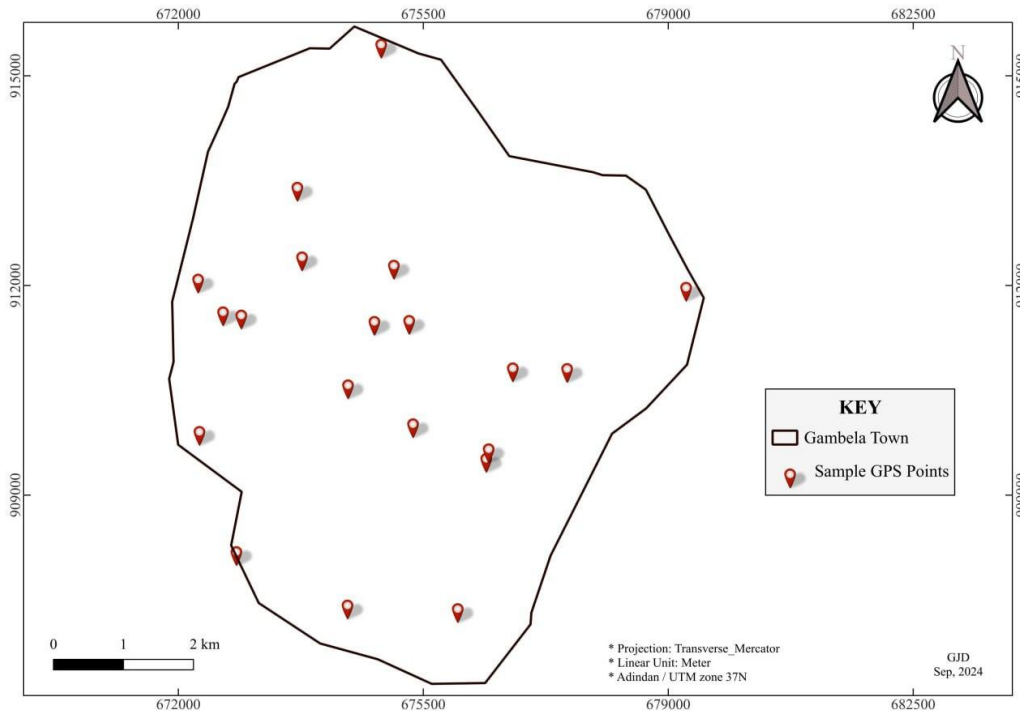 672000 675500 679000 682500
N
915000 915000
912000 912000
KEY
Gambela Town
Sample GPS Points
909000 909000
0 1 2 km
* Projection: Transverse_Mercator
* Linear Unit: Meter
* Adindan / UTM zone 37N
GJD
Sep, 2024
672000 675500 679000 682500